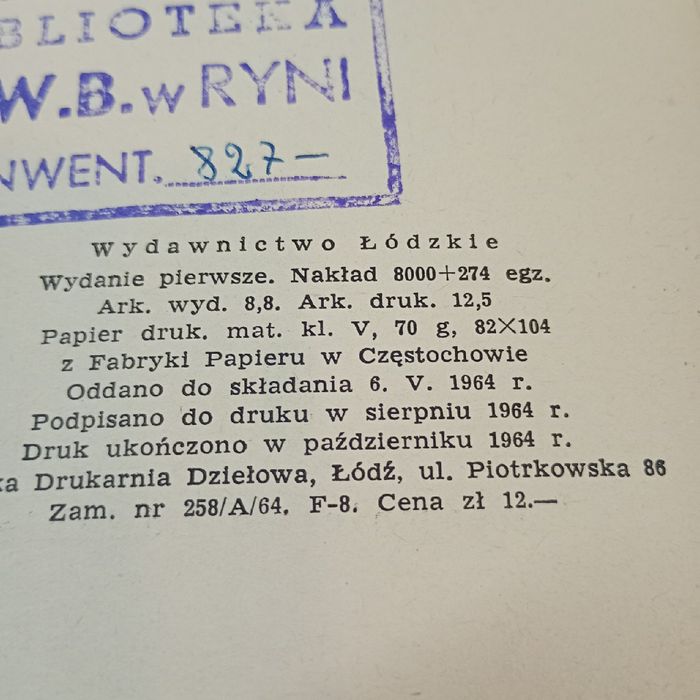 BLIOTEKA
W.B. w RYNI
NWENT. 827-
Wydawnictwo Łódzkie
Wydanie pierwsze. Nakład 8000+274 egz.
Ark. wyd. 8,8. Ark. druk. 12,5
Papier druk. mat. kl. V, 70 g, 82×104
z Fabryki Papieru w Częstochowie
Oddano do składania 6. V. 1964 r.
Podpisano do druku w sierpniu 1964 r.
Druk ukończono w październiku 1964 r.
ka Drukarnia Dziełowa, Łódź, ul. Piotrkowska 86
Zam. nr 258/A/64. F-8. Cena zł 12.—